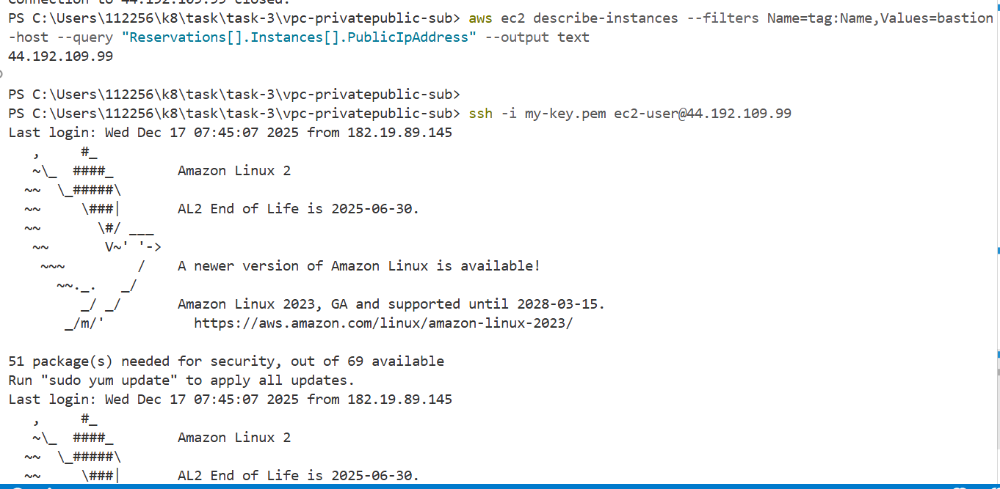 Connection to 44.192.109.99 closed.
PS C:\Users\112256\k8\task\task-3\vpc-privatepublic-sub> aws ec2 describe-instances --filters Name=tag:Name,Values=bastion
-host --query "Reservations[].Instances[].PublicIpAddress" --output text
44.192.109.99

PS C:\Users\112256\k8\task\task-3\vpc-privatepublic-sub>
PS C:\Users\112256\k8\task\task-3\vpc-privatepublic-sub> ssh -i my-key.pem ec2-user@44.192.109.99
Last login: Wed Dec 17 07:45:07 2025 from 182.19.89.145
   ,     #_
   ~\_  ####_        Amazon Linux 2
  ~~  \_#####\
  ~~     \###|       AL2 End of Life is 2025-06-30.
  ~~       \#/ ___
   ~~       V~' '->
    ~~~         /    A newer version of Amazon Linux is available!
      ~~._.   _/
         _/ _/       Amazon Linux 2023, GA and supported until 2028-03-15.
       _/m/'           https://aws.amazon.com/linux/amazon-linux-2023/

51 package(s) needed for security, out of 69 available
Run "sudo yum update" to apply all updates.
Last login: Wed Dec 17 07:45:07 2025 from 182.19.89.145
   ,     #_
   ~\_  ####_        Amazon Linux 2
  ~~  \_#####\
  ~~     \###|       AL2 End of Life is 2025-06-30.